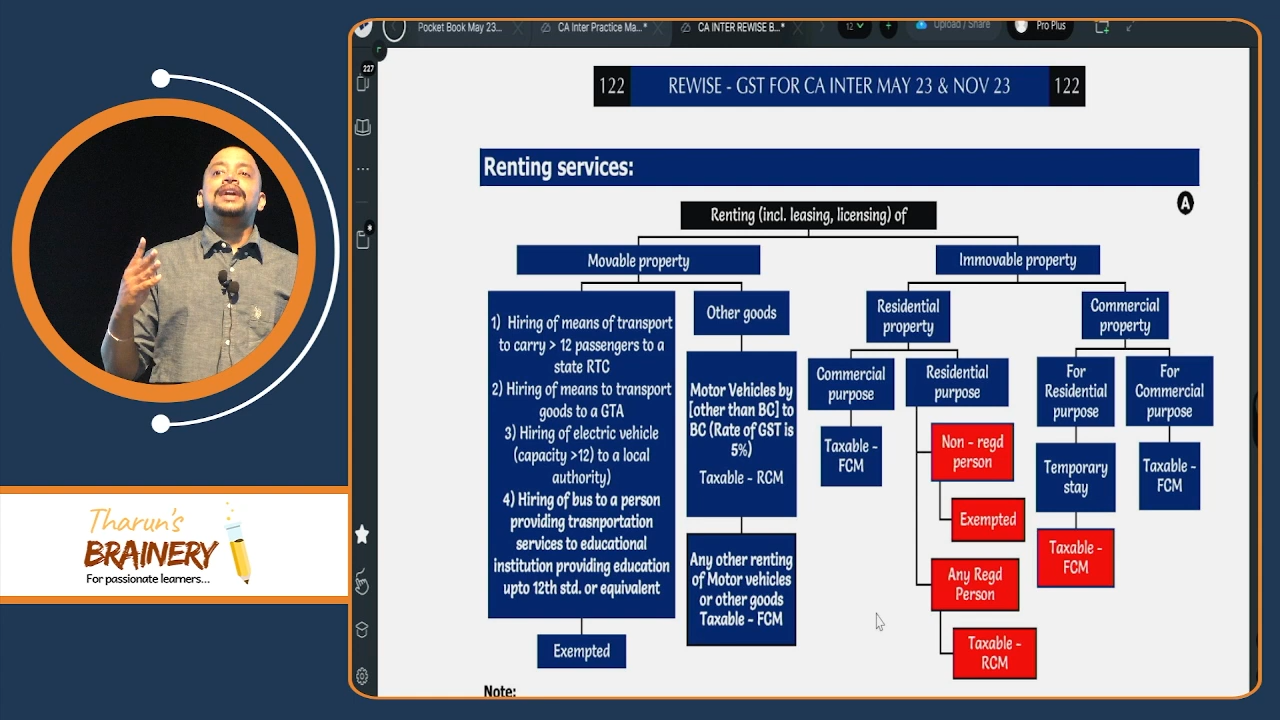 Pocket Book May 23...
CA Inter Practice Ma...*
CA INTER REWISE B...*
12
Upload / Share
Pro Plus
227
122
REWISE - GST FOR CA INTER MAY 23 & NOV 23
122
Renting services:
A
Renting (incl. leasing, licensing) of
Movable property
Immovable property
1) Hiring of means of transport
to carry > 12 passengers to a
state RTC
2) Hiring of means to transport
goods to a GTA
3) Hiring of electric vehicle
(capacity >12) to a local
authority)
4) Hiring of bus to a person
providing trasnportation
services to educational
institution providing education
upto 12th std. or equivalent
Exempted
Other goods
Motor Vehicles by
[other than BC] to
BC (Rate of GST is
5%)
Taxable - RCM
Any other renting
of Motor vehicles
or other goods
Taxable - FCM
Residential
property
Commercial
purpose
Taxable -
FCM
Residential
purpose
Non - regd
person
Exempted
Any Regd
Person
Taxable -
RCM
Commercial
property
For
Residential
purpose
Temporary
stay
Taxable -
FCM
For
Commercial
purpose
Taxable -
FCM
Note:
Tharun's
BRAINERY
For passionate learners...